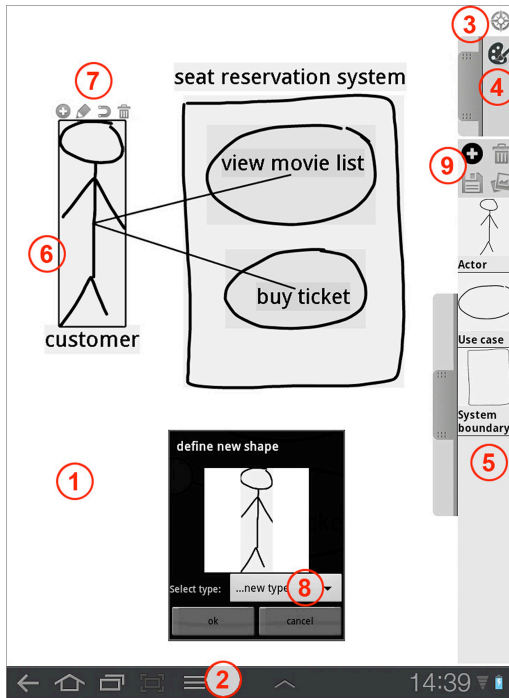 3
7
seat reservation system
4
view movie list
9
Actor
6
buy ticket
customer
Use case
System
boundary
define new shape
5
1
Select type:
...new type
8
ok
cancel
2
14:39